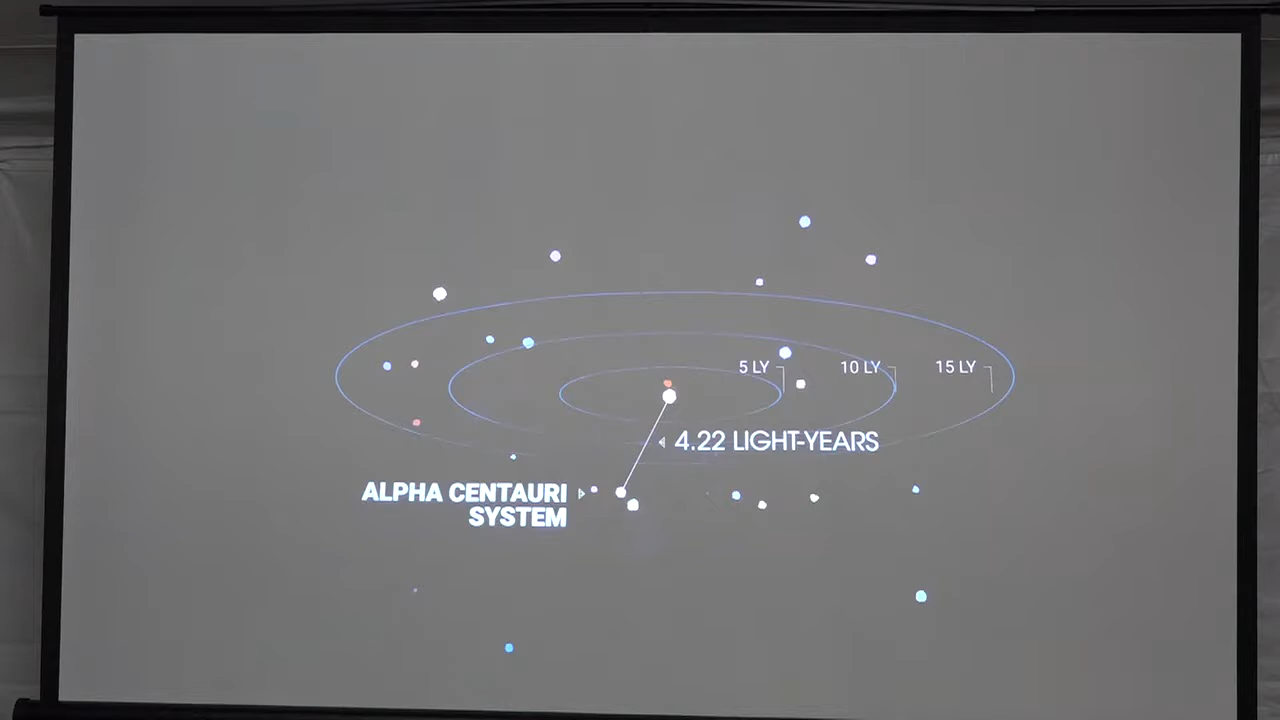 5 LY
10 LY
15 LY
4.22 LIGHT-YEARS
ALPHA CENTAURI
SYSTEM